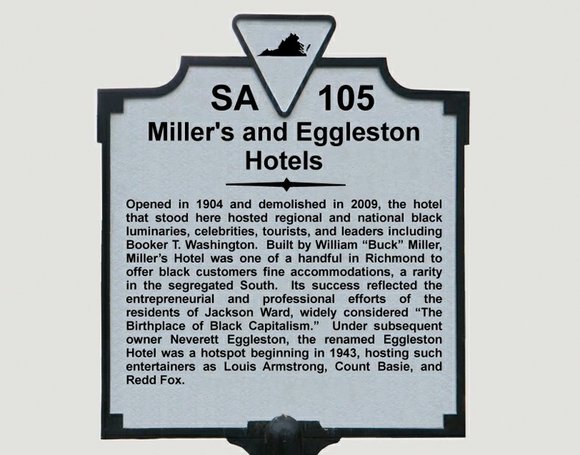 SA 105
Miller's and Eggleston
Hotels
Opened in 1904 and demolished in 2009, the hotel
that stood here hosted regional and national black
luminaries, celebrities, tourists, and leaders including
Booker T. Washington. Built by William “Buck” Miller,
Miller’s Hotel was one of a handful in Richmond to
offer black customers fine accommodations, a rarity
in the segregated South. Its success reflected the
entrepreneurial and professional efforts of the
residents of Jackson Ward, widely considered “The
Birthplace of Black Capitalism.” Under subsequent
owner Neverett Eggleston, the renamed Eggleston
Hotel was a hotspot beginning in 1943, hosting such
entertainers as Louis Armstrong, Count Basie, and
Redd Fox.